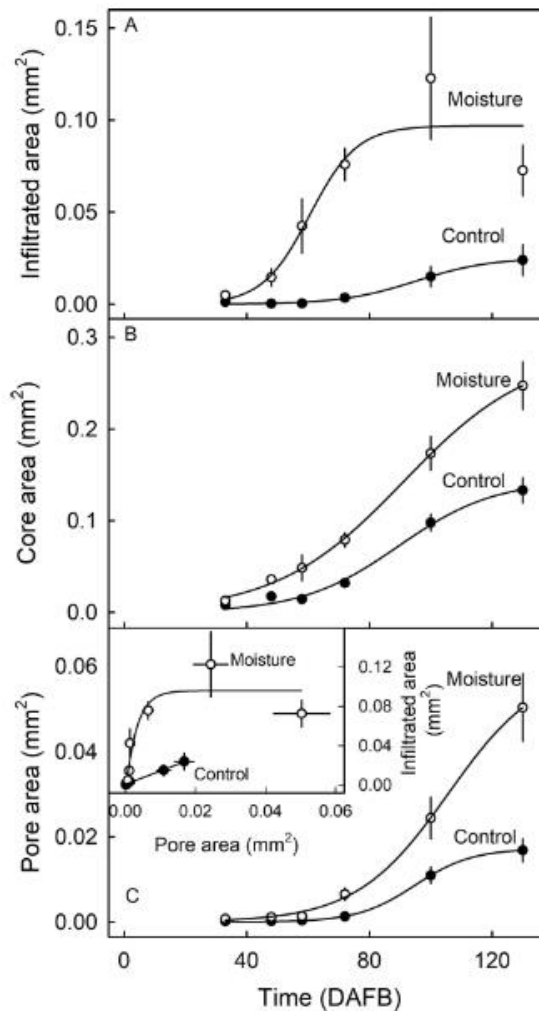 A
0.15
0.10
0.05
0.00
Infiltrated area (mm²)
Moisture
Control
B
0.3
0.2
0.1
0.0
Core area (mm²)
Moisture
Control
0.06
0.04
0.02
0.00
Pore area (mm²)
Moisture
Control
0.12
0.08
0.04
0.00
Infiltrated area
(mm²)
0.00 0.02 0.04 0.06
Pore area (mm²)
Moisture
Control
C
0 40 80 120
Time (DAFB)